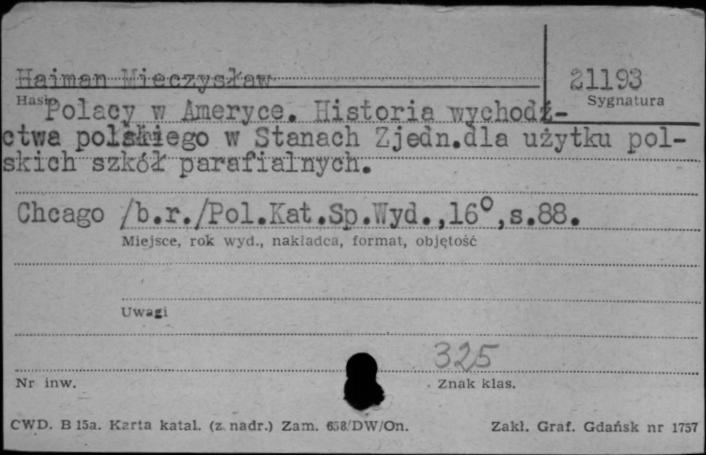 Haiman Mieczysław
21193
Hasło
Sygnatura
Polacy w Ameryce. Historia wychodź-
ctwa polskiego w Stanach Zjedn.dla użytku pol-
skich szkół parafialnych.
Chcago /b.r./Pol.Kat.Sp.Wyd.,16°,s.88.
Miejsce, rok wyd., nakładca, format, objętość
Uwagi
325
Nr inw.
Znak klas.
CWD. B 15a. Karta katal. (z nadr.) Zam. 658/DW/On.
Zakł. Graf. Gdańsk nr 1757